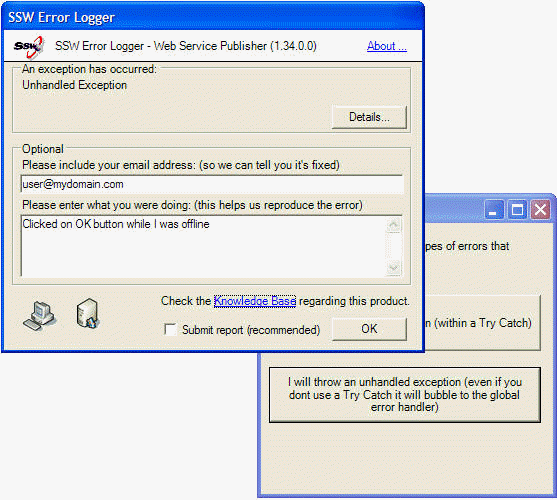 SSW Error Logger
SSW
SSW Error Logger - Web Service Publisher (1.34.0.0)
About ...
An exception has occurred:
Unhandled Exception
Details...
Optional
Please include your email address: (so we can tell you it's fixed)
user@mydomain.com
Please enter what you were doing: (this helps us reproduce the error)
Clicked on OK button while I was offline
Check the Knowledge Base regarding this product.
Submit report (recommended)
OK
pes of errors that
n (within a Try Catch)
I will throw an unhandled exception (even if you
dont use a Try Catch it will bubble to the global
error handler)